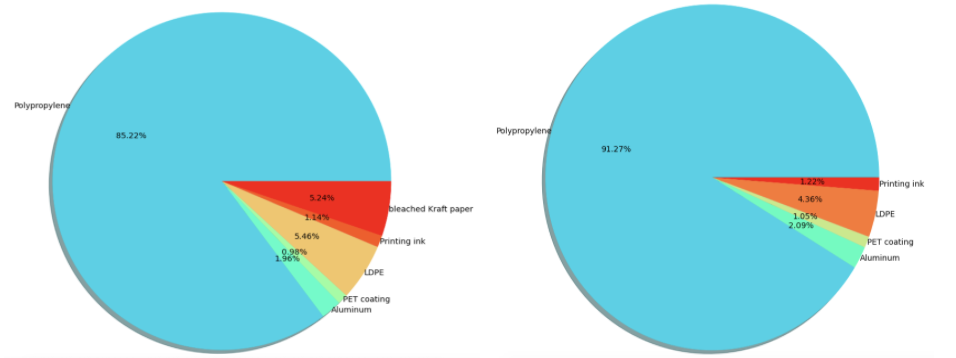 Polypropylene
85.22%
5.24%
bleached Kraft paper
1.14%
Printing ink
5.46%
LDPE
0.98%
PET coating
1.96%
Aluminum
Polypropylene
91.27%
1.22%
Printing ink
4.36%
LDPE
1.05%
PET coating
2.09%
Aluminum